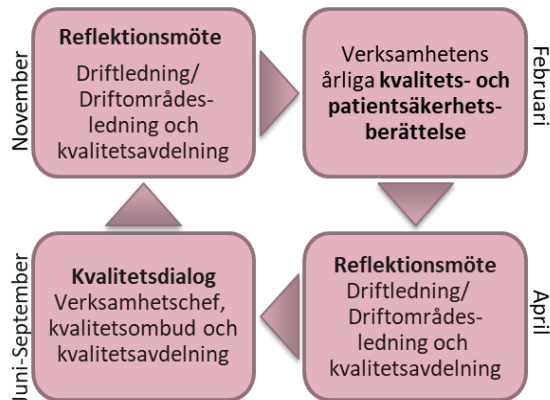 November
Reflektionsmöte
Driftledning/
Driftområdes-
ledning och
kvalitetsavdelning
Verksamhetens
årliga kvalitets- och
patientsäkerhets-
berättelse
Februari
Juni-September
Kvalitetsdialog
Verksamhetschef,
kvalitetsombud och
kvalitetsavdelning
Reflektionsmöte
Driftledning/
Driftområdes-
ledning och
kvalitetsavdelning
April